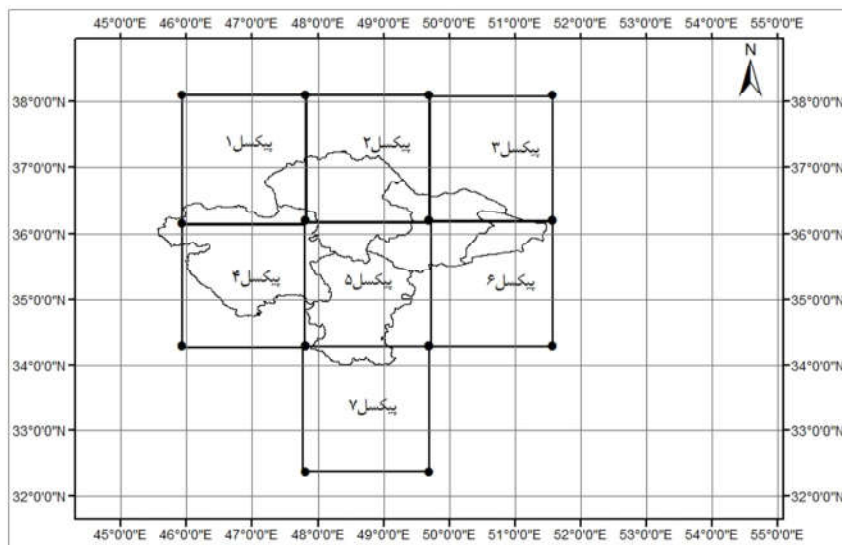 45°0'0"E 46°0'0"E 47°0'0"E 48°0'0"E 49°0'0"E 50°0'0"E 51°0'0"E 52°0'0"E 53°0'0"E 54°0'0"E 55°0'0"E
N
38°0'0"N 38°0'0"N
پیکسل۱ پیکسل۲ پیکسل۳
37°0'0"N 37°0'0"N
36°0'0"N 36°0'0"N
پیکسل۴ پیکسل۵ پیکسل۶
35°0'0"N 35°0'0"N
34°0'0"N 34°0'0"N
پیکسل۷
33°0'0"N 33°0'0"N
32°0'0"N 32°0'0"N
45°0'0"E 46°0'0"E 47°0'0"E 48°0'0"E 49°0'0"E 50°0'0"E 51°0'0"E 52°0'0"E 53°0'0"E 54°0'0"E 55°0'0"E